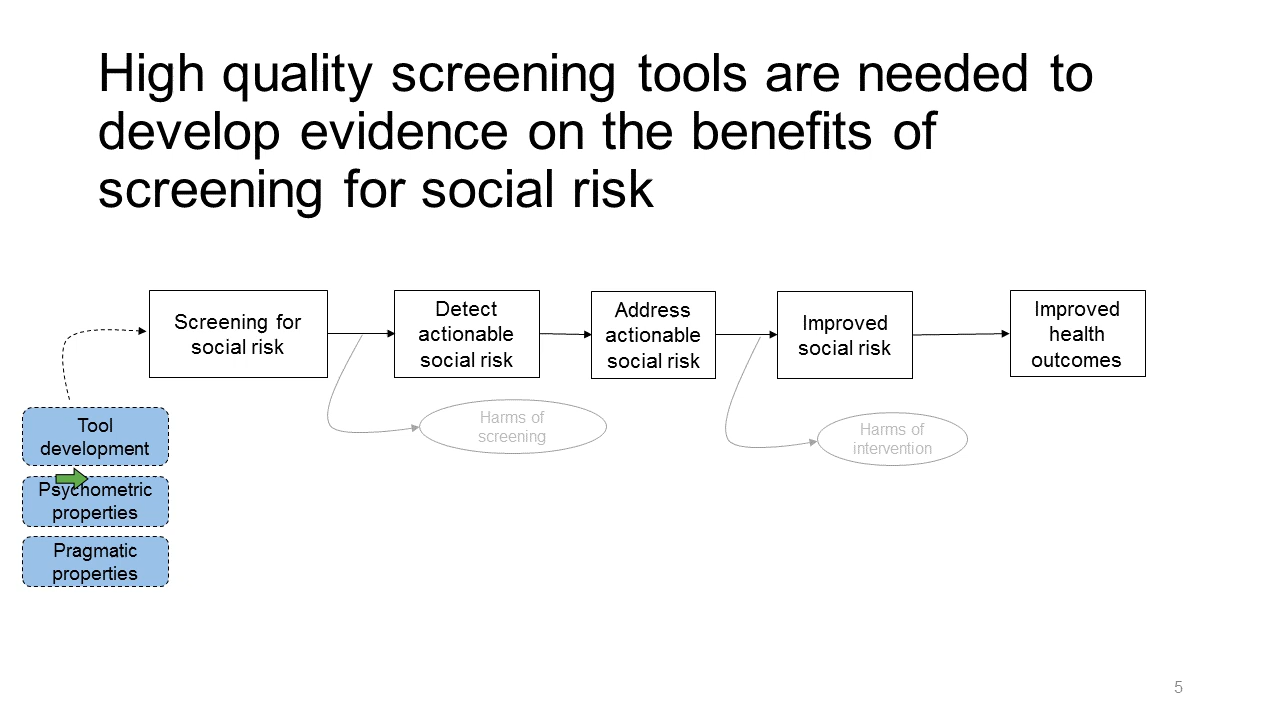 High quality screening tools are needed to
develop evidence on the benefits of
screening for social risk
Screening for
social risk
Detect
actionable
social risk
Address
actionable
social risk
Improved
social risk
Improved
health
outcomes
Harms of
screening
Harms of
intervention
Tool
development
Psychometric
properties
Pragmatic
properties
5